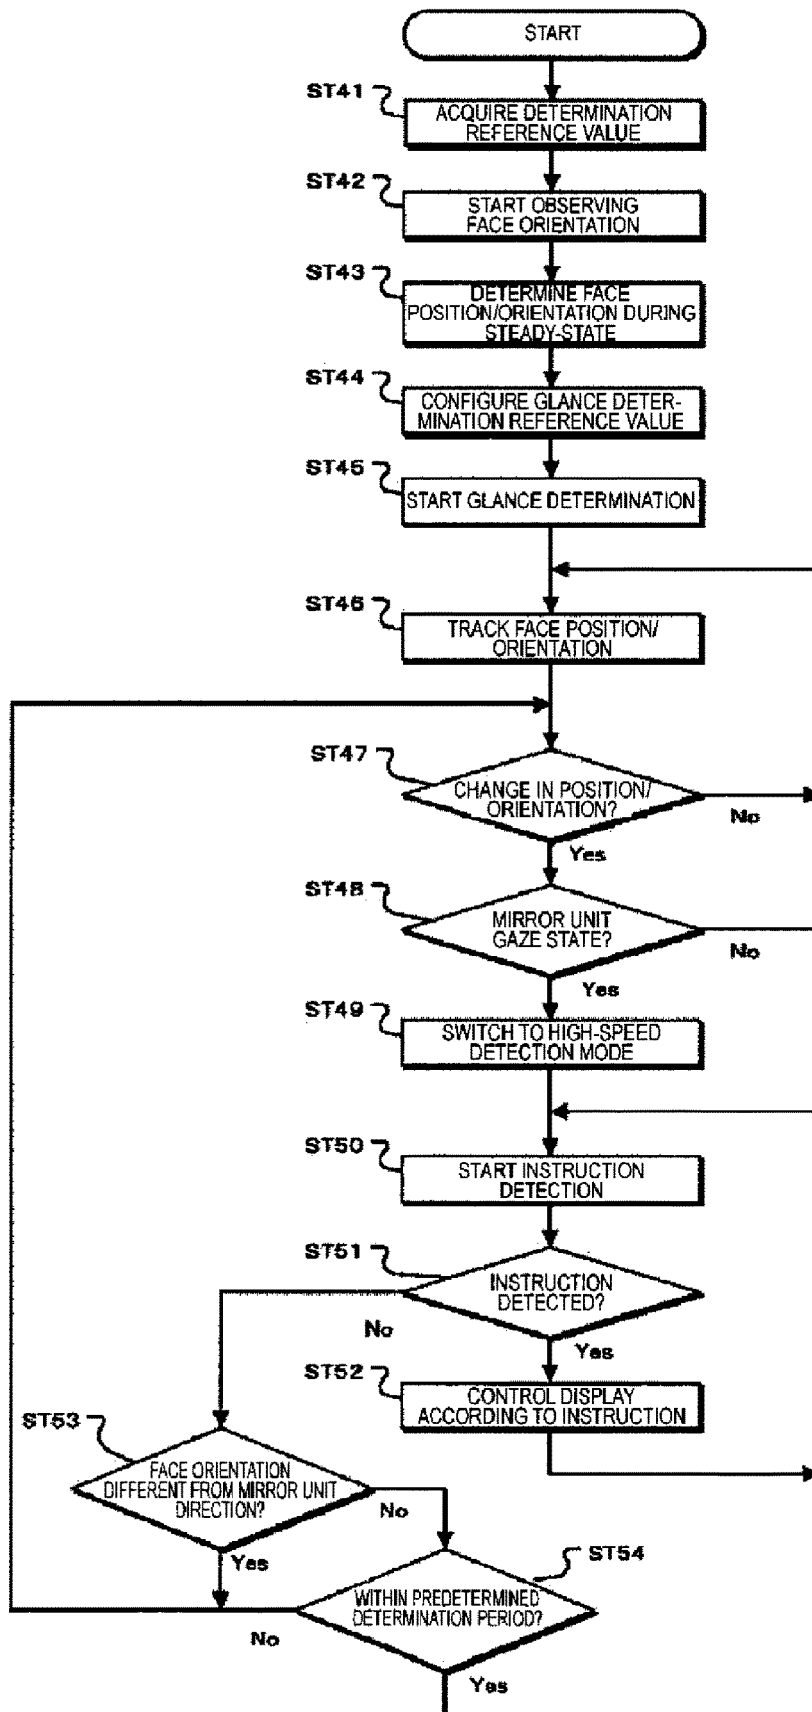 START
ST41
ACQUIRE DETERMINATION
REFERENCE VALUE
ST42
START OBSERVING
FACE ORIENTATION
ST43
DETERMINE FACE
POSITION/ORIENTATION DURING
STEADY-STATE
ST44
CONFIGURE GLANCE DETER-
MINATION REFERENCE VALUE
ST45
START GLANCE DETERMINATION
ST46
TRACK FACE POSITION/
ORIENTATION
ST47
CHANGE IN POSITION/
ORIENTATION?
No
Yes
ST48
MIRROR UNIT
GAZE STATE?
No
Yes
ST49
SWITCH TO HIGH-SPEED
DETECTION MODE
ST50
START INSTRUCTION
DETECTION
ST51
INSTRUCTION
DETECTED?
No
Yes
ST52
CONTROL DISPLAY
ACCORDING TO INSTRUCTION
ST53
FACE ORIENTATION
DIFFERENT FROM MIRROR UNIT
DIRECTION?
No
Yes
ST54
WITHIN PREDETERMINED
DETERMINATION PERIOD?
No
Yes